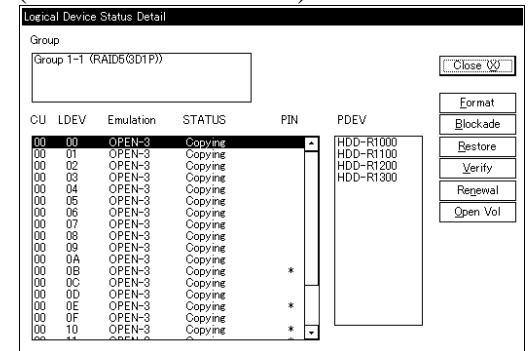 Logical Device Status Detail
Group
Group 1-1 (RAID5(3D1P))
Close (X)
Format
Blockade
Restore
Verify
Renewal
Open Vol
CU LDEV Emulation STATUS PIN PDEV
00 00 OPEN-3 Copying HDD-R1000
00 01 OPEN-3 Copying HDD-R1100
00 02 OPEN-3 Copying HDD-R1200
00 03 OPEN-3 Copying HDD-R1300
00 04 OPEN-3 Copying
00 05 OPEN-3 Copying
00 06 OPEN-3 Copying
00 07 OPEN-3 Copying
00 08 OPEN-3 Copying
00 09 OPEN-3 Copying
00 0A OPEN-3 Copying
00 0B OPEN-3 Copying *
00 0C OPEN-3 Copying
00 0D OPEN-3 Copying
00 0E OPEN-3 Copying *
00 0F OPEN-3 Copying
00 10 OPEN-3 Copying *